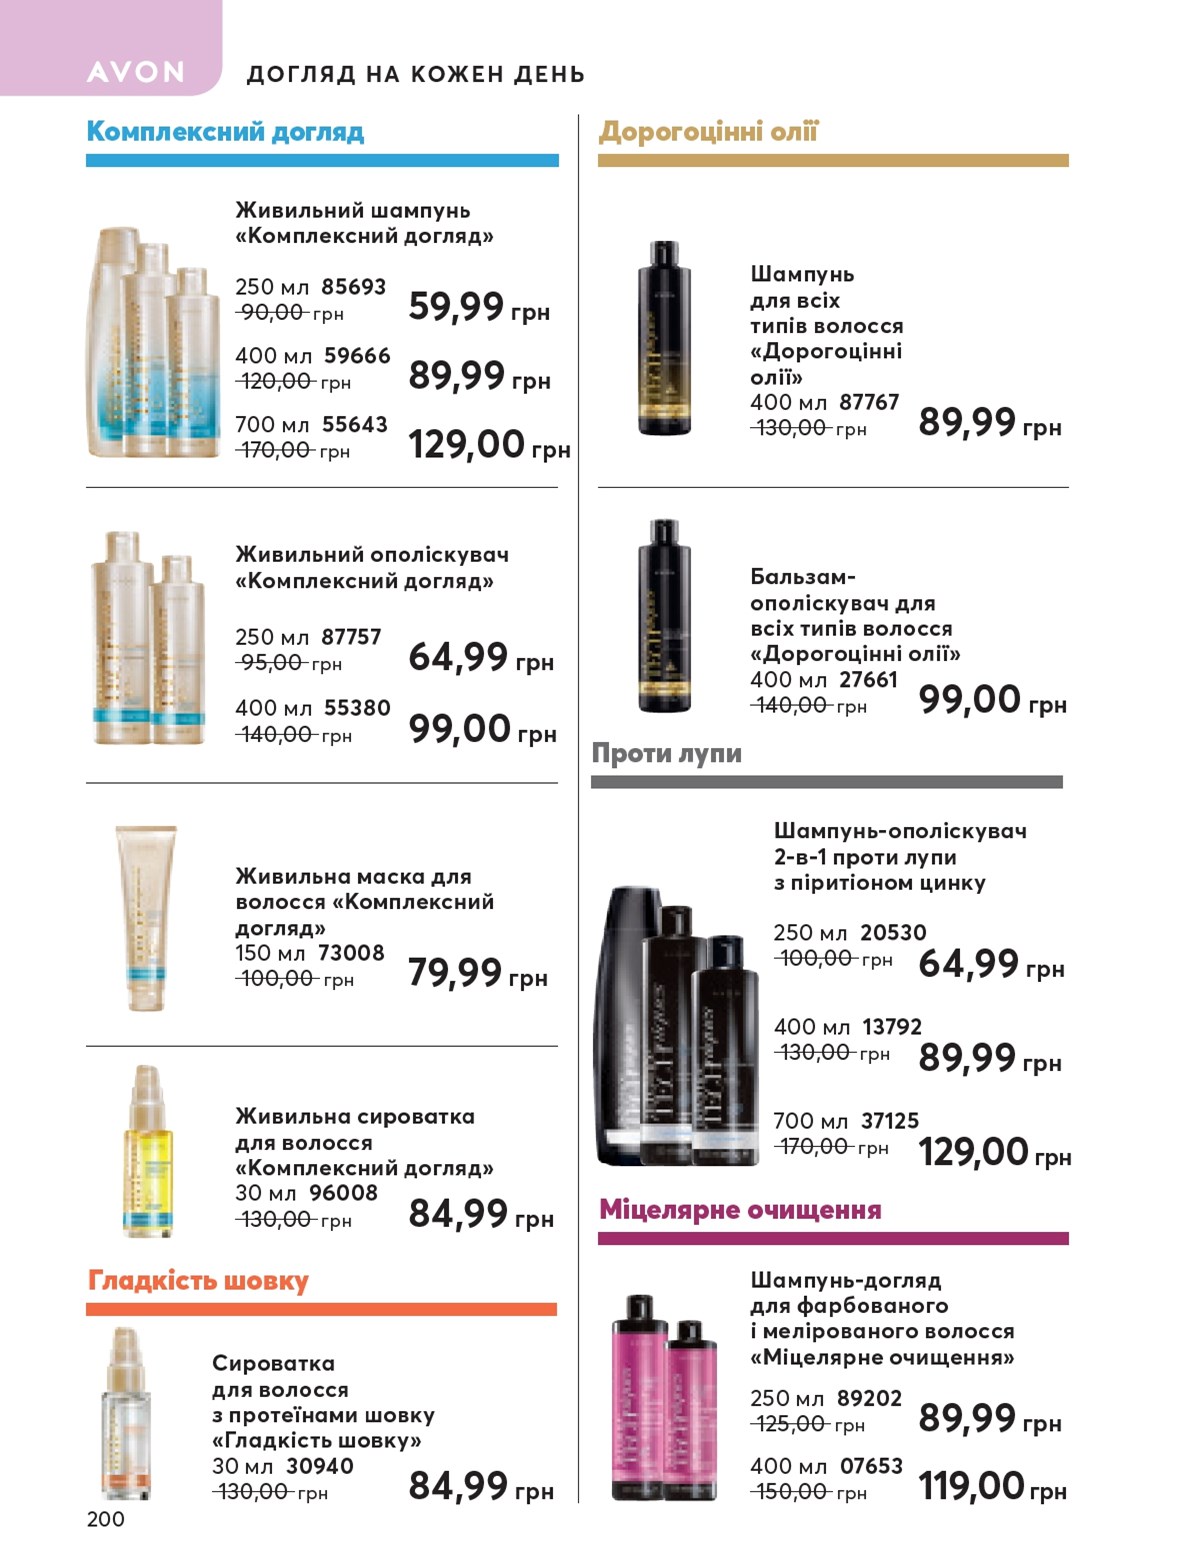 AVON
ДОГЛЯД НА КОЖЕН ДЕНЬ
Комплексний догляд
Живильний шампунь
«Комплексний догляд»
250 мл 85693
90,00 грн
59,99 грн
400 мл 59666
120,00 грн
89,99 грн
700 мл 55643
170,00 грн
129,00 грн
Живильний ополіскувач
«Комплексний догляд»
250 мл 87757
95,00 грн
64,99 грн
400 мл 55380
140,00 грн
99,00 грн
Живильна маска для
волосся «Комплексний
догляд»
150 мл 73008
100,00 грн
79,99 грн
Живильна сироватка
для волосся
«Комплексний догляд»
30 мл 96008
130,00 грн
84,99 грн
Гладкість шовку
Сироватка
для волосся
з протеїнами шовку
«Гладкість шовку»
30 мл 30940
130,00 грн
84,99 грн
200
Дорогоцінні олії
Шампунь
для всіх
типів волосся
«Дорогоцінні
олії»
400 мл 87767
130,00 грн
89,99 грн
Бальзам-
ополіскувач для
всіх типів волосся
«Дорогоцінні олії»
400 мл 27661
140,00 грн
99,00 грн
Проти лупи
Шампунь-ополіскувач
2-в-1 проти лупи
з піритіоном цинку
250 мл 20530
100,00 грн
64,99 грн
400 мл 13792
130,00 грн
89,99 грн
700 мл 37125
170,00 грн
129,00 грн
Міцелярне очищення
Шампунь-догляд
для фарбованого
і мелірованого волосся
«Міцелярне очищення»
250 мл 89202
125,00 грн
89,99 грн
400 мл 07653
150,00 грн
119,00 грн